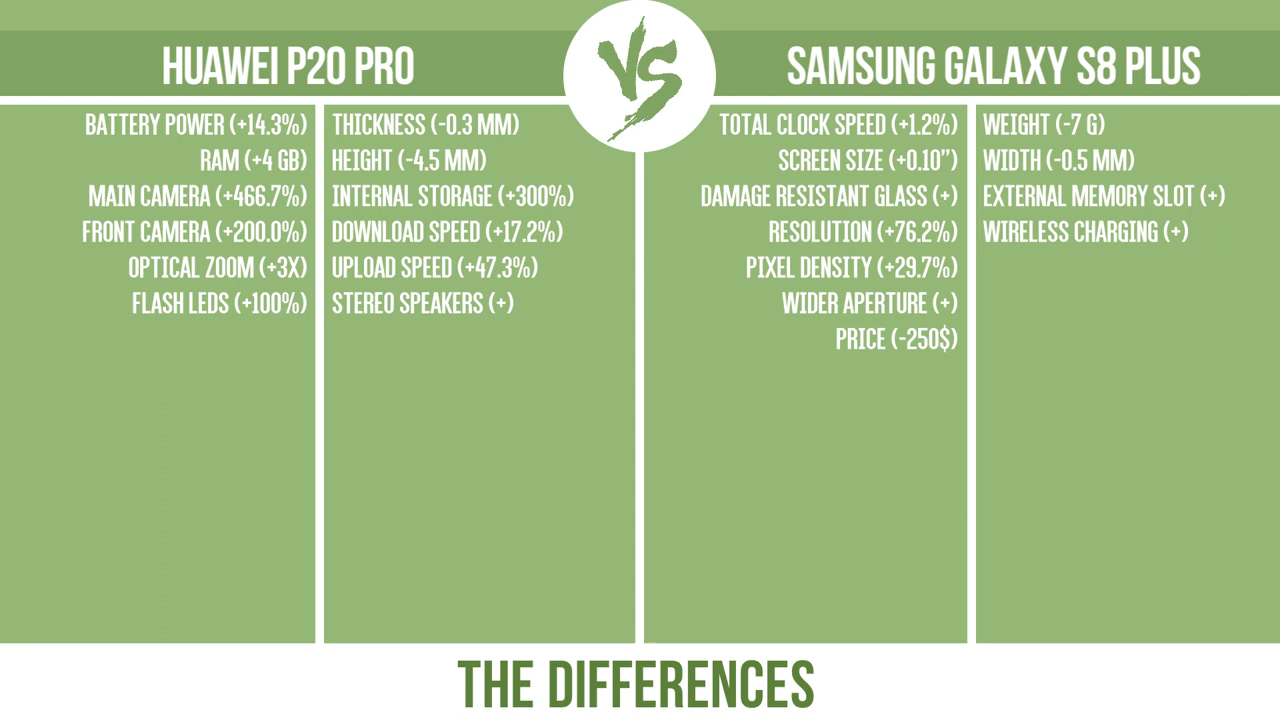 HUAWEI P20 PRO
VS
SAMSUNG GALAXY S8 PLUS
BATTERY POWER (+14.3%)
RAM (+4 GB)
MAIN CAMERA (+466.7%)
FRONT CAMERA (+200.0%)
OPTICAL ZOOM (+3X)
FLASH LEDS (+100%)
THICKNESS (-0.3 MM)
HEIGHT (-4.5 MM)
INTERNAL STORAGE (+300%)
DOWNLOAD SPEED (+17.2%)
UPLOAD SPEED (+47.3%)
STEREO SPEAKERS (+)
TOTAL CLOCK SPEED (+1.2%)
SCREEN SIZE (+0.10”)
DAMAGE RESISTANT GLASS (+)
RESOLUTION (+76.2%)
PIXEL DENSITY (+29.7%)
WIDER APERTURE (+)
PRICE (-250$)
WEIGHT (-7 G)
WIDTH (-0.5 MM)
EXTERNAL MEMORY SLOT (+)
WIRELESS CHARGING (+)
THE DIFFERENCES